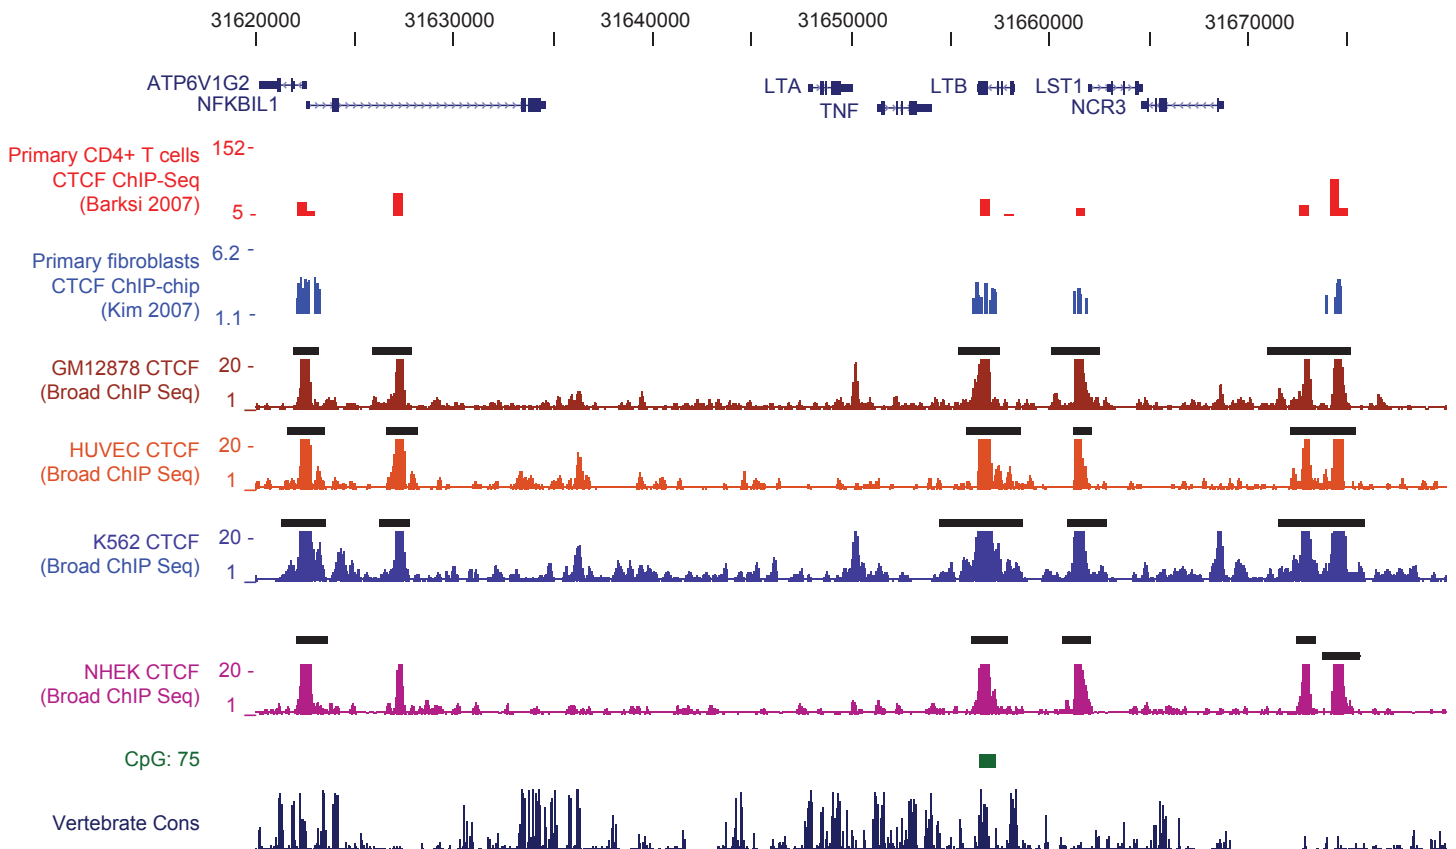 31620000 31630000 31640000 31650000 31660000 31670000
ATP6V1G2 LTA LTB LST1
NFKBIL1 TNF NCR3
Primary CD4+ T cells 152-
CTCF ChIP-Seq
(Barksi 2007) 5 -
Primary fibroblasts 6.2 -
CTCF ChIP-chip
(Kim 2007) 1.1 -
GM12878 CTCF 20 -
(Broad ChIP Seq) 1
HUVEC CTCF 20 -
(Broad ChIP Seq) 1
K562 CTCF 20 -
(Broad ChIP Seq) 1
NHEK CTCF 20 -
(Broad ChIP Seq) 1
CpG: 75
Vertebrate Cons